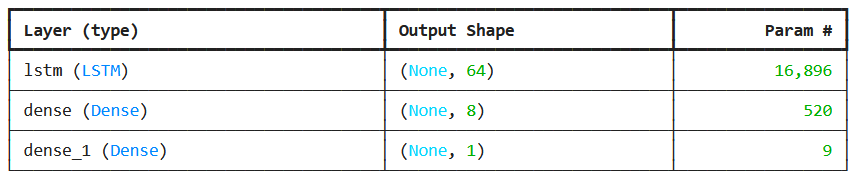 Layer (type) Output Shape Param #
lstm (LSTM) (None, 64) 16,896
dense (Dense) (None, 8) 520
dense_1 (Dense) (None, 1) 9